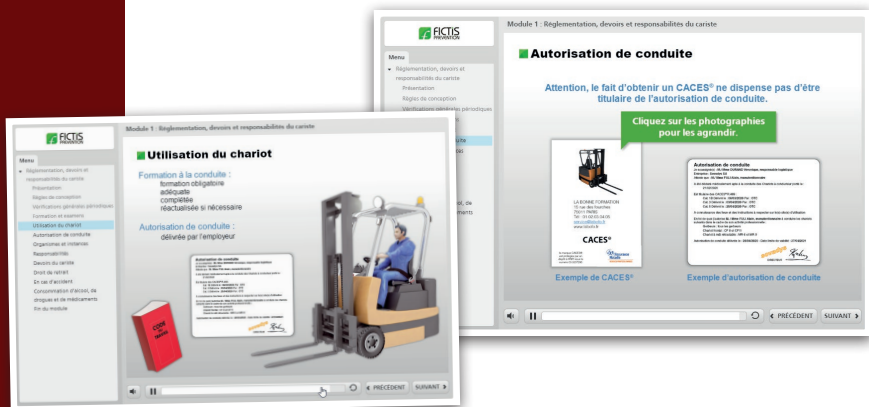 FICTIS
PRÉVENTION
Menu
Réglementation, devoirs et
responsabilités du cariste
Présentation
Règles de conception
Vérifications générales périodiques
Formation et examens
Utilisation du chariot
Autorisation de conduite
Organismes et instances
Responsabilités
Devoirs du cariste
Droit de retrait
En cas d'accident
Consommation d'alcool, de
drogues et de médicaments
Fin du module
Module 1 : Réglementation, devoirs et responsabilités du cariste
Utilisation du chariot
Formation à la conduite :
formation obligatoire
adéquate
complétée
réactualisée si nécessaire
Autorisation de conduite :
délivrée par l'employeur
Autorisation de conduite
CODE
DU
TRAVAIL
PRÉCÉDENT
SUIVANT
FICTIS
PRÉVENTION
Menu
Réglementation, devoirs et
responsabilités du cariste
Présentation
Règles de conception
Vérifications générales périodiques
Module 1 : Réglementation, devoirs et responsabilités du cariste
Autorisation de conduite
Attention, le fait d'obtenir un CACES® ne dispense pas d'être
titulaire de l'autorisation de conduite.
Cliquez sur les photographies
pour les agrandir.
LA BONNE FORMATION
CACES®
Exemple de CACES®
Autorisation de conduite
Exemple d'autorisation de conduite
PRÉCÉDENT
SUIVANT